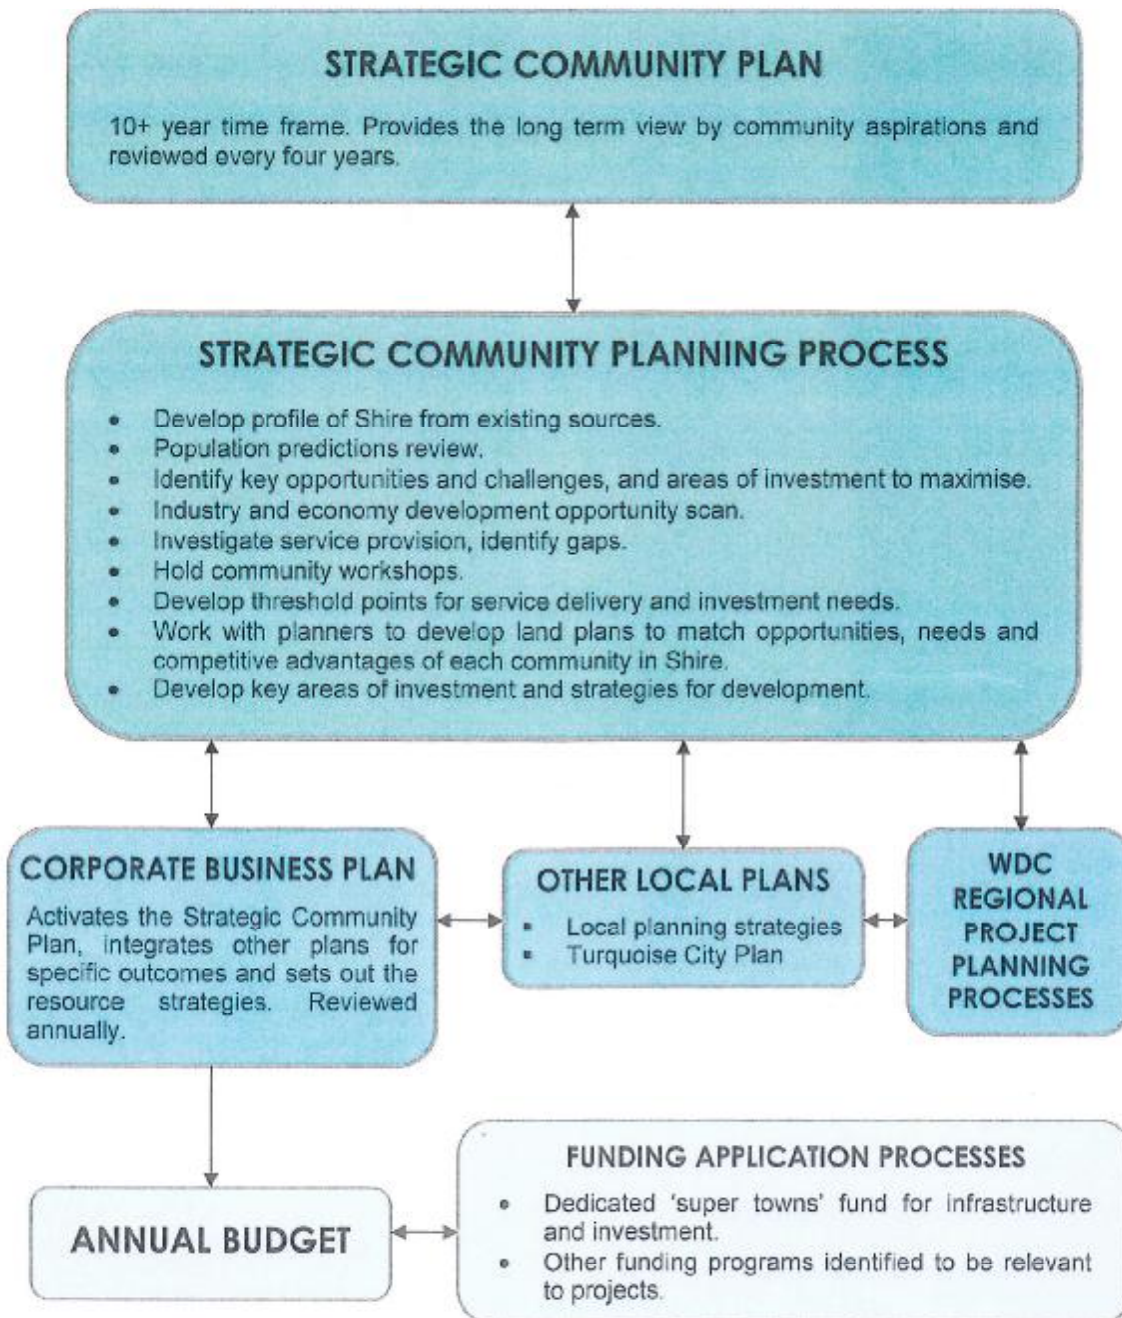 STRATEGIC COMMUNITY PLAN
10+ year time frame. Provides the long term view by community aspirations and
reviewed every four years.
STRATEGIC COMMUNITY PLANNING PROCESS
• Develop profile of Shire from existing sources.
• Population predictions review.
• Identify key opportunities and challenges, and areas of investment to maximise.
• Industry and economy development opportunity scan.
• Investigate service provision, identify gaps.
• Hold community workshops.
• Develop threshold points for service delivery and investment needs.
• Work with planners to develop land plans to match opportunities, needs and
competitive advantages of each community in Shire.
• Develop key areas of investment and strategies for development.
CORPORATE BUSINESS PLAN
Activates the Strategic Community
Plan, integrates other plans for
specific outcomes and sets out the
resource strategies. Reviewed
annually.
OTHER LOCAL PLANS
▪ Local planning strategies
▪ Turquoise City Plan
WDC
REGIONAL
PROJECT
PLANNING
PROCESSES
ANNUAL BUDGET
FUNDING APPLICATION PROCESSES
• Dedicated 'super towns' fund for infrastructure
and investment.
• Other funding programs identified to be relevant
to projects.